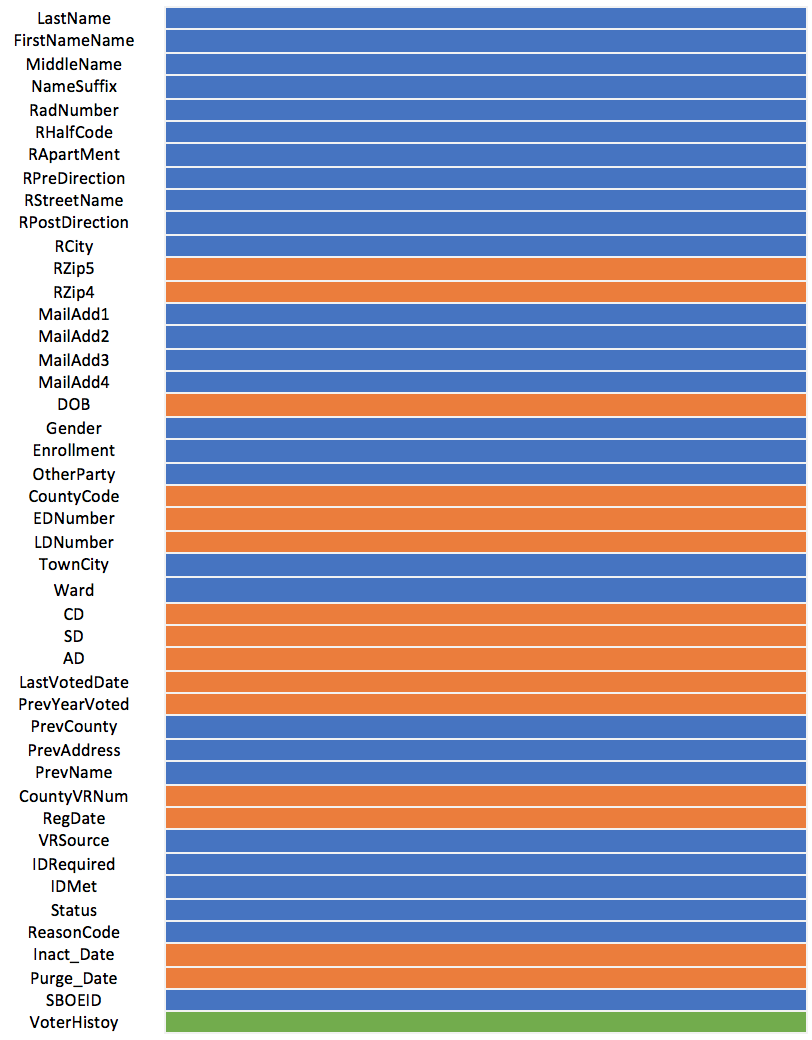 LastName
FirstNameName
MiddleName
NameSuffix
RadNumber
RHalfCode
RApartMent
RPreDirection
RStreetName
RPostDirection
RCity
RZip5
RZip4
MailAdd1
MailAdd2
MailAdd3
MailAdd4
DOB
Gender
Enrollment
OtherParty
CountyCode
EDNumber
LDNumber
TownCity
Ward
CD
SD
AD
LastVotedDate
PrevYearVoted
PrevCounty
PrevAddress
PrevName
CountyVRNum
RegDate
VRSource
IDRequired
IDMet
Status
ReasonCode
Inact_Date
Purge_Date
SBOEID
VoterHistoy